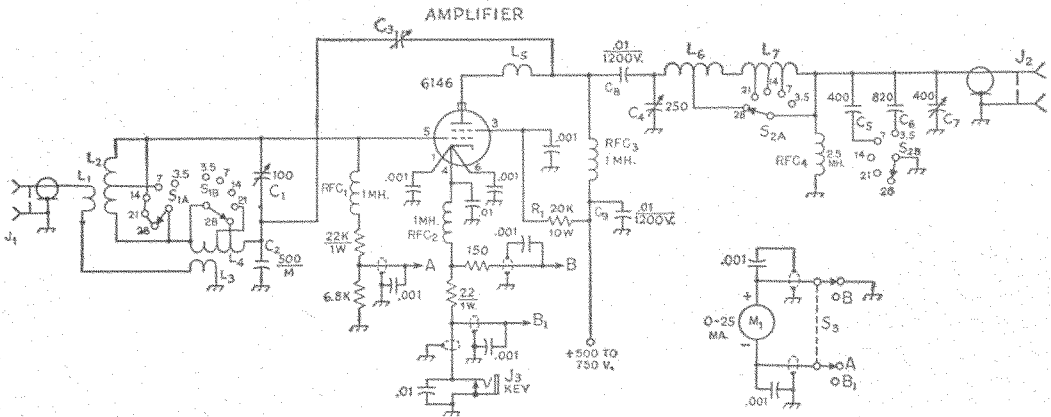 AMPLIFIER
C3
L5
.01
1200V.
C8
L6
L7
J2
6146
21
14
7
3.5
28
S2A
C4
250
400
C5
820
C6
400
C7
7
3.5
S2B
14
21
28
RFC4
2.5
MH.
5
3
1
4
6
.001
.001
.001
.01
RFC3
1 MH.
L1
L2
7
3.5
14
S1A
21
28
3.5
7
S1B
14
21
28
L4
L3
100
C1
C2
500
M
J1
RFC1
1 MH.
22K
1W
6.8K
A
.001
1MH.
RFC2
150
.001
B
22
1W.
B1
.001
.01
J3
KEY
R1
20K
10W
C9
.01
1200V.
+500 TO
750 V.
.001
+
0-25
MA.
M1
-
B
S3
A
B1
.001